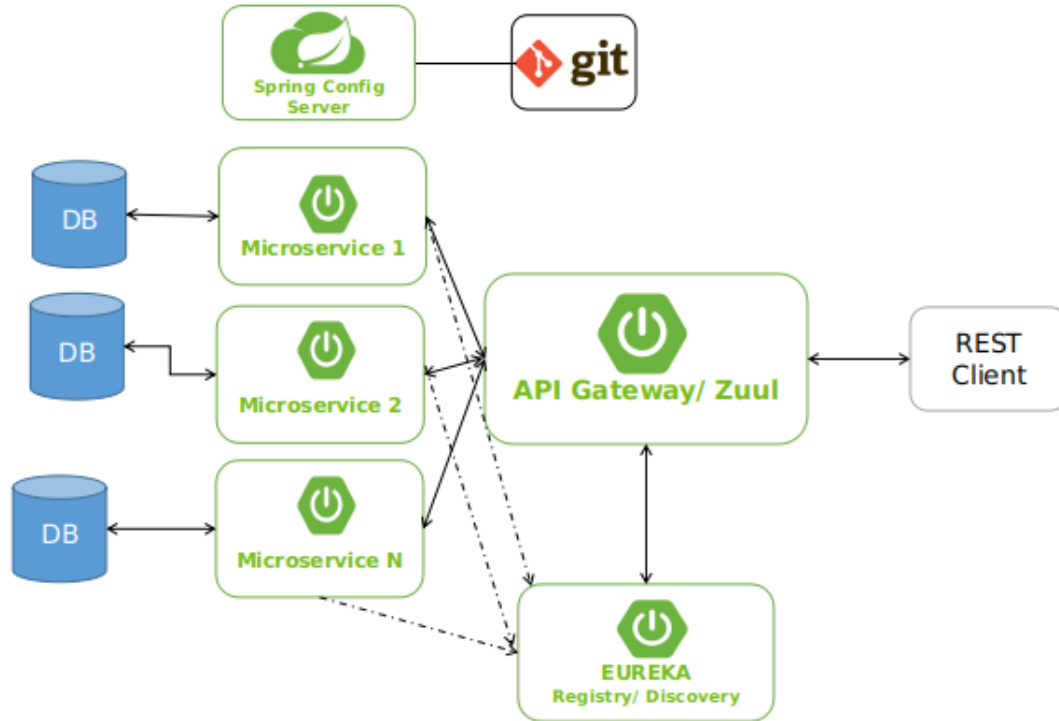 Spring Config
Server
git
DB
Microservice 1
DB
Microservice 2
API Gateway/ Zuul
REST
Client
DB
Microservice N
EUREKA
Registry/ Discovery